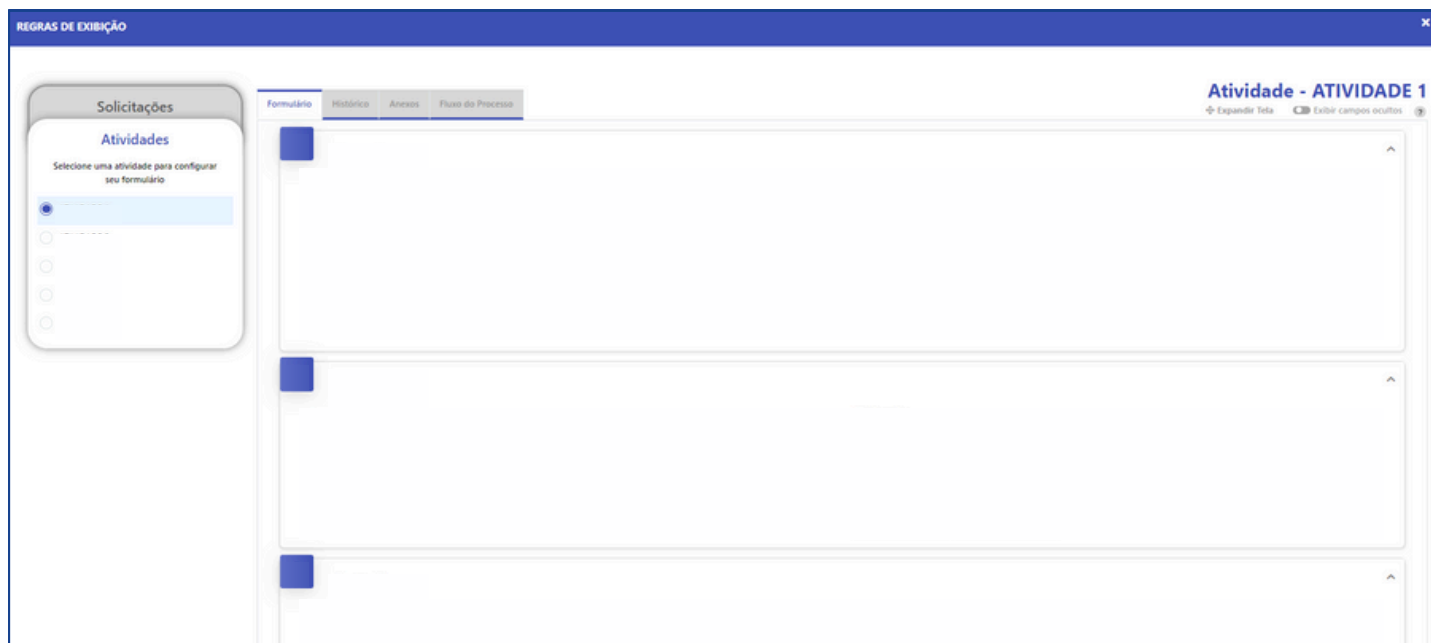 REGRAS DE EXIBIÇÃO
×
Solicitações
Atividades
Selecione uma atividade para configurar
seu formulário
Formulário Histórico Anexos Fluxo do Processo
Atividade - ATIVIDADE 1
Expandir Tela Exibir campos ocultos ?